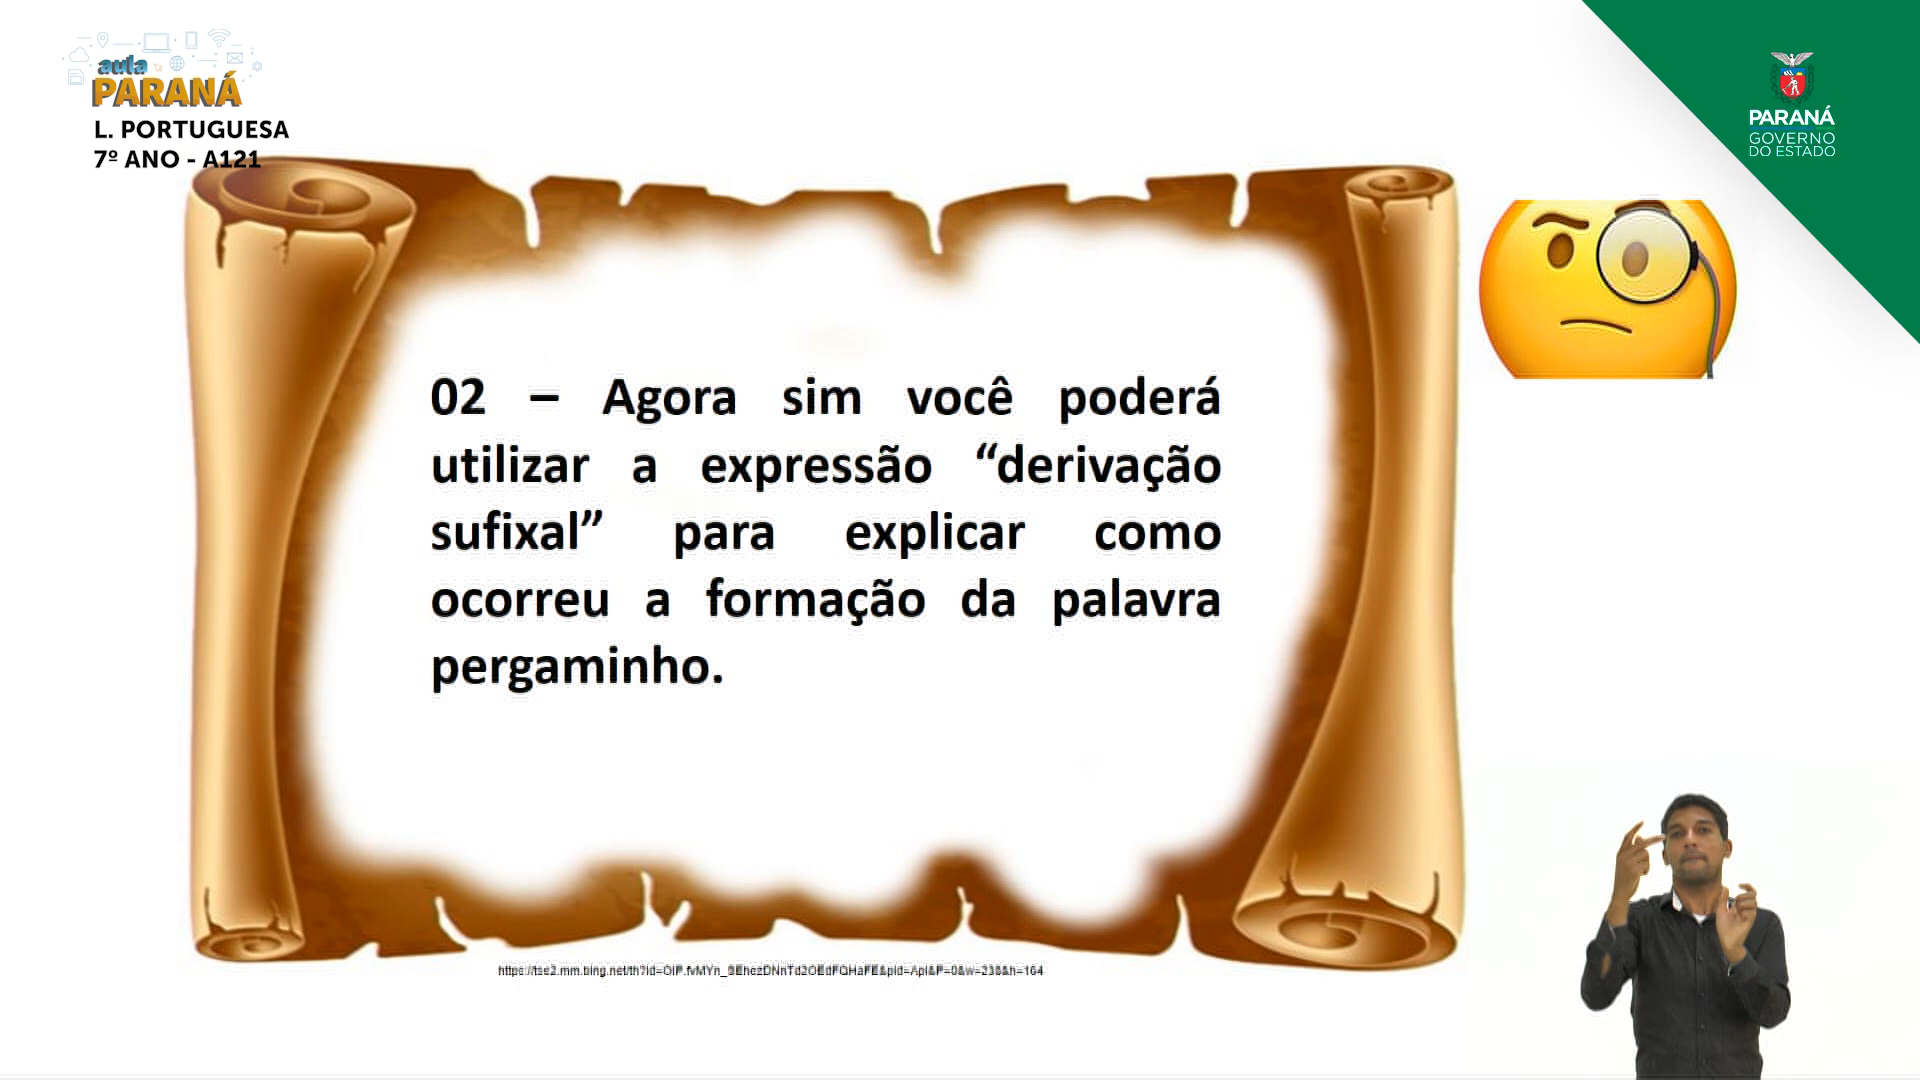 aula
PARANÁ
L. PORTUGUESA
7º ANO - A121
PARANÁ
GOVERNO
DO ESTADO
02 – Agora sim você poderá
utilizar a expressão “derivação
sufixal” para explicar como
ocorreu a formação da palavra
pergaminho.